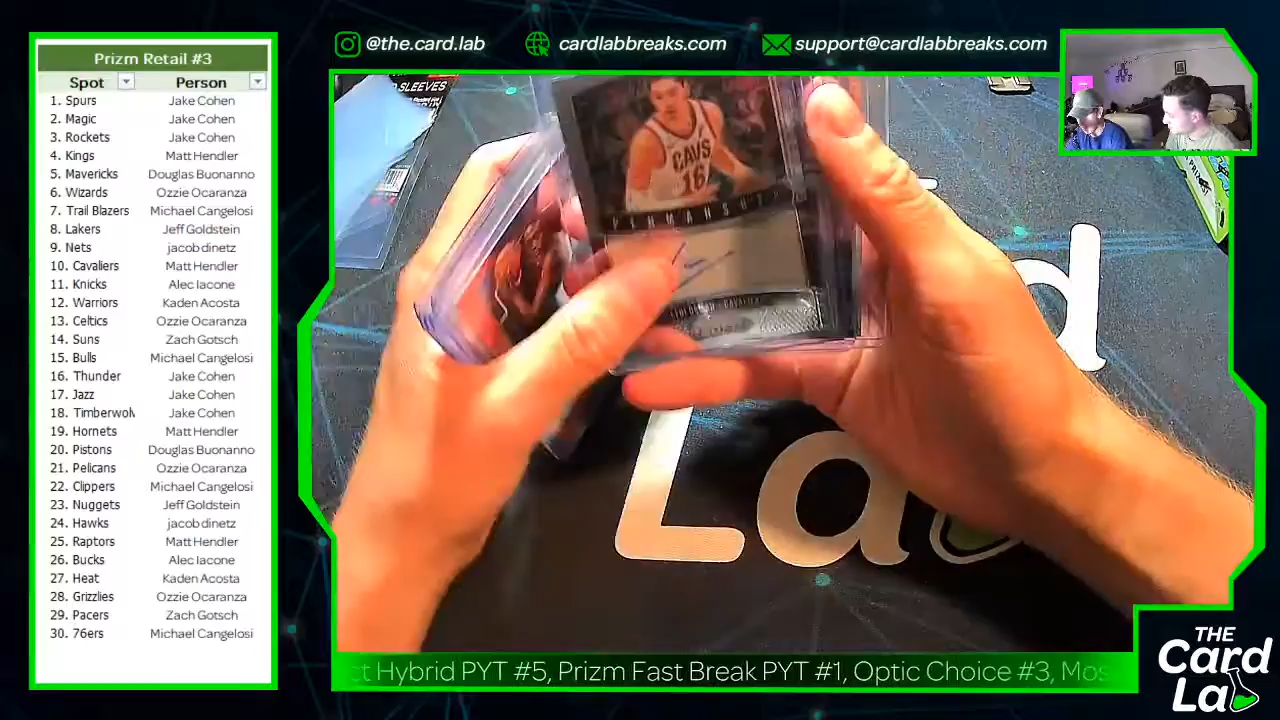 Prizm Retail #3
Spot Person
1. Spurs Jake Cohen
2. Magic Jake Cohen
3. Rockets Jake Cohen
4. Kings Matt Hendler
5. Mavericks Douglas Buonanno
6. Wizards Ozzie Ocaranza
7. Trail Blazers Michael Cangelosi
8. Lakers Jeff Goldstein
9. Nets jacob dinetz
10. Cavaliers Matt Hendler
11. Knicks Alec Iacone
12. Warriors Kaden Acosta
13. Celtics Ozzie Ocaranza
14. Suns Zach Gotsch
15. Bulls Michael Cangelosi
16. Thunder Jake Cohen
17. Jazz Jake Cohen
18. Timberwolv Jake Cohen
19. Hornets Matt Hendler
20. Pistons Douglas Buonanno
21. Pelicans Ozzie Ocaranza
22. Clippers Michael Cangelosi
23. Nuggets Jeff Goldstein
24. Hawks jacob dinetz
25. Raptors Matt Hendler
26. Bucks Alec Iacone
27. Heat Kaden Acosta
28. Grizzlies Ozzie Ocaranza
29. Pacers Zach Gotsch
30. 76ers Michael Cangelosi
@the.card.lab cardlabbreaks.com support@cardlabbreaks.com
SLEEVES
CAVS
16
d
Lab
ct Hybrid PYT #5, Prizm Fast Break PYT #1, Optic Choice #3, Mos
THE
Card
Lab